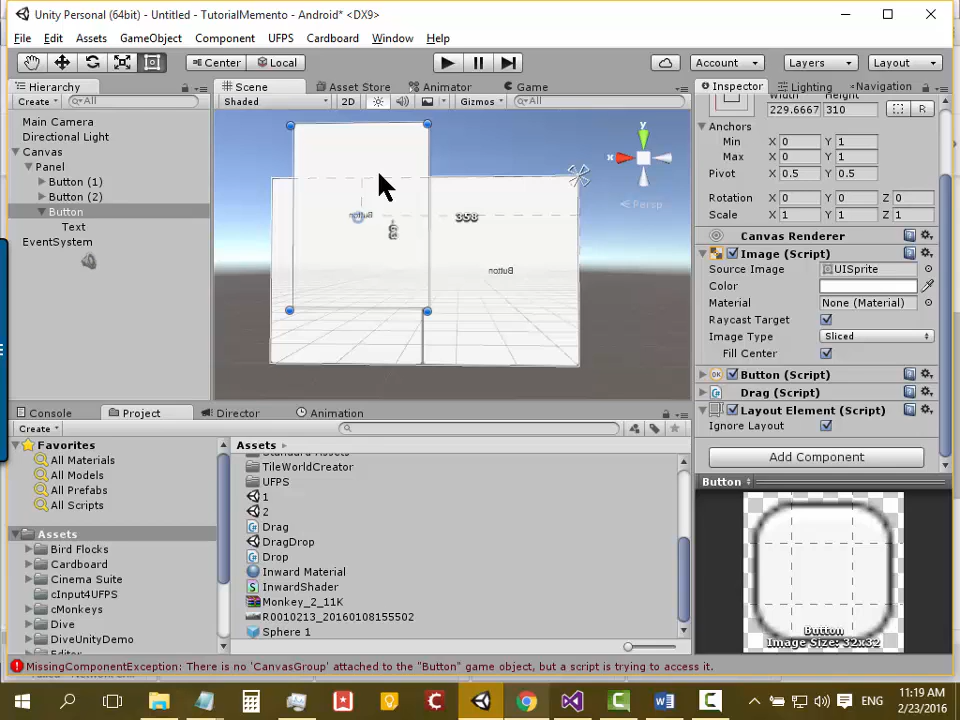 Unity Personal (64bit) - Untitled - TutorialMemento - Android* <DX9>
File Edit Assets GameObject Component UFPS Cardboard Window Help
Center Local Account Layers Layout
Hierarchy
Create All
Main Camera
Directional Light
Canvas
Panel
Button (1)
Button (2)
Button
Text
EventSystem
Scene Asset Store Animator Game
Shaded 2D Gizmos All
y
x
Persp
Button
358
Button
Inspector Lighting Navigation
Width Height
229.6667 310
R
Anchors
Min X 0 Y 1
Max X 0 Y 1
Pivot X 0.5 Y 0.5
Rotation X 0 Y 0 Z 0
Scale X 1 Y 1 Z 1
Canvas Renderer
Image (Script)
Source Image UISprite
Color
Material None (Material)
Raycast Target
Image Type Sliced
Fill Center
OK Button (Script)
Drag (Script)
Layout Element (Script)
Ignore Layout
Add Component
Button
Button
Image Size: 32x32
Console Project Director Animation
Create
Favorites
All Materials
All Models
All Prefabs
All Scripts
Assets
Bird Flocks
Cardboard
Cinema Suite
cInput4UFPS
cMonkeys
Dive
DiveUnityDemo
Editor
Assets
Standard Assets
TileWorldCreator
UFPS
1
2
Drag
DragDrop
Drop
Inward Material
InwardShader
Monkey_2_11K
R0010213_20160108155502
Sphere 1
MissingComponentException: There is no 'CanvasGroup' attached to the "Button" game object, but a script is trying to access it.
ENG
11:19 AM
2/23/2016